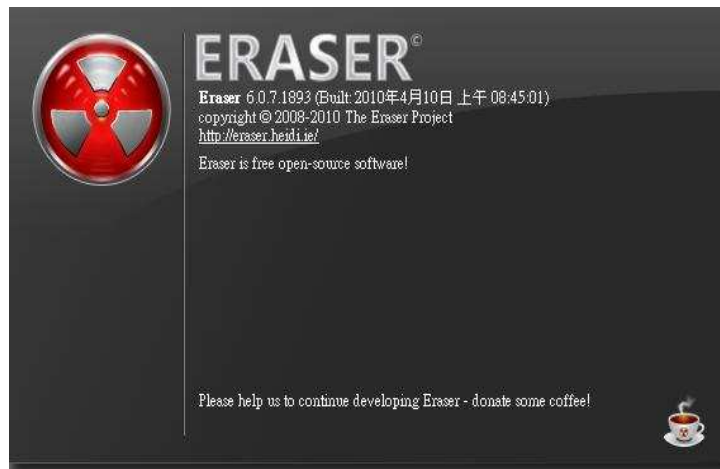 ERASER©
Eraser 6.0.7.1893 (Built: 2010年4月10日 上午 08:45:01)
copyright © 2008-2010 The Eraser Project
http://eraser.heidi.ie/
Eraser is free open-source software!
Please help us to continue developing Eraser - donate some coffee!